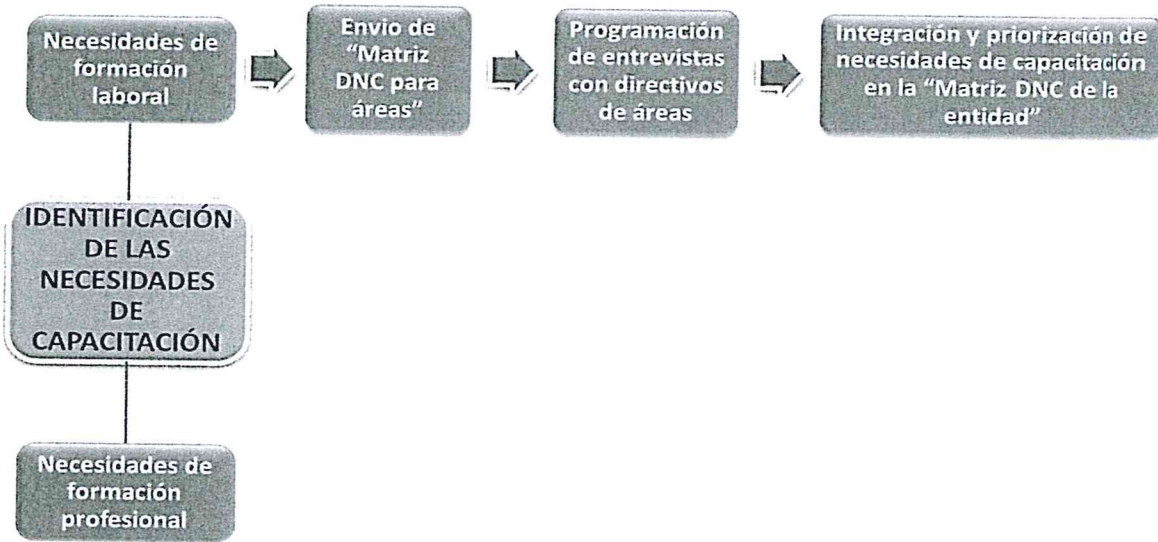 Necesidades de
formación
laboral
Envio de
“Matriz
DNC para
áreas”
Programación
de entrevistas
con directivos
de áreas
Integración y priorización de
necesidades de capacitación
en la “Matriz DNC de la
entidad”
IDENTIFICACIÓN
DE LAS
NECESIDADES
DE
CAPACITACIÓN
Necesidades de
formación
profesional